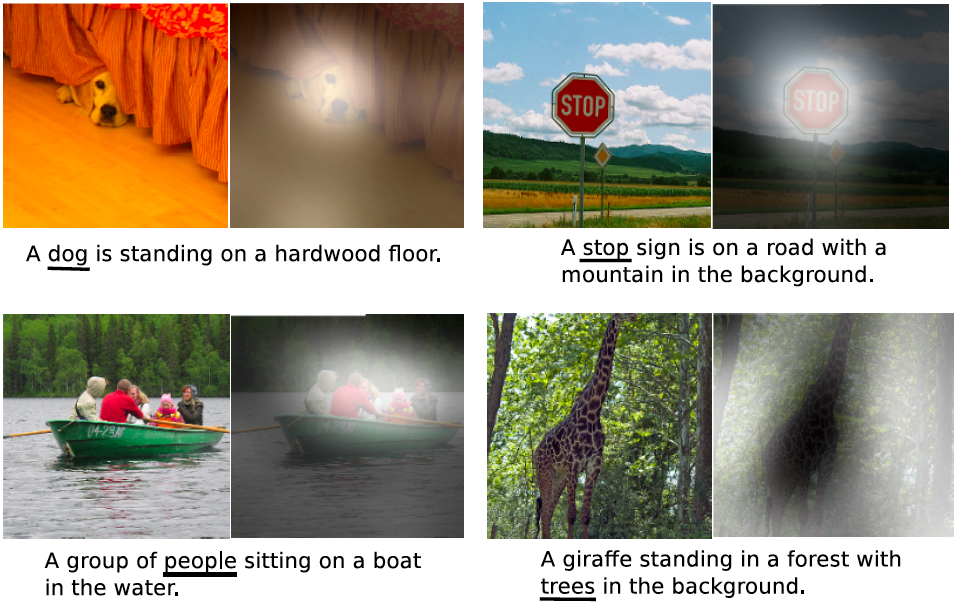 STOP
STOP
A dog is standing on a hardwood floor.
A stop sign is on a road with a
mountain in the background.
A group of people sitting on a boat
in the water.
A giraffe standing in a forest with
trees in the background.